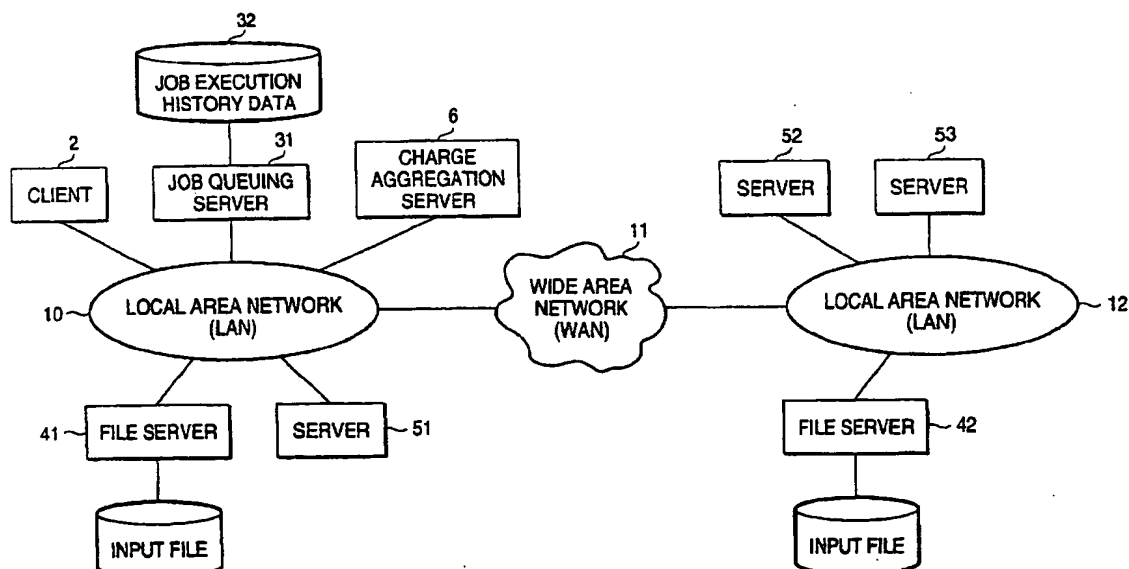 32
JOB EXECUTION
HISTORY DATA
2
CLIENT
31
JOB QUEUING
SERVER
6
CHARGE
AGGREGATION
SERVER
52
SERVER
53
SERVER
10
LOCAL AREA NETWORK
(LAN)
11
WIDE AREA
NETWORK
(WAN)
LOCAL AREA NETWORK
(LAN)
12
41
FILE SERVER
SERVER
51
FILE SERVER
42
INPUT FILE
INPUT FILE